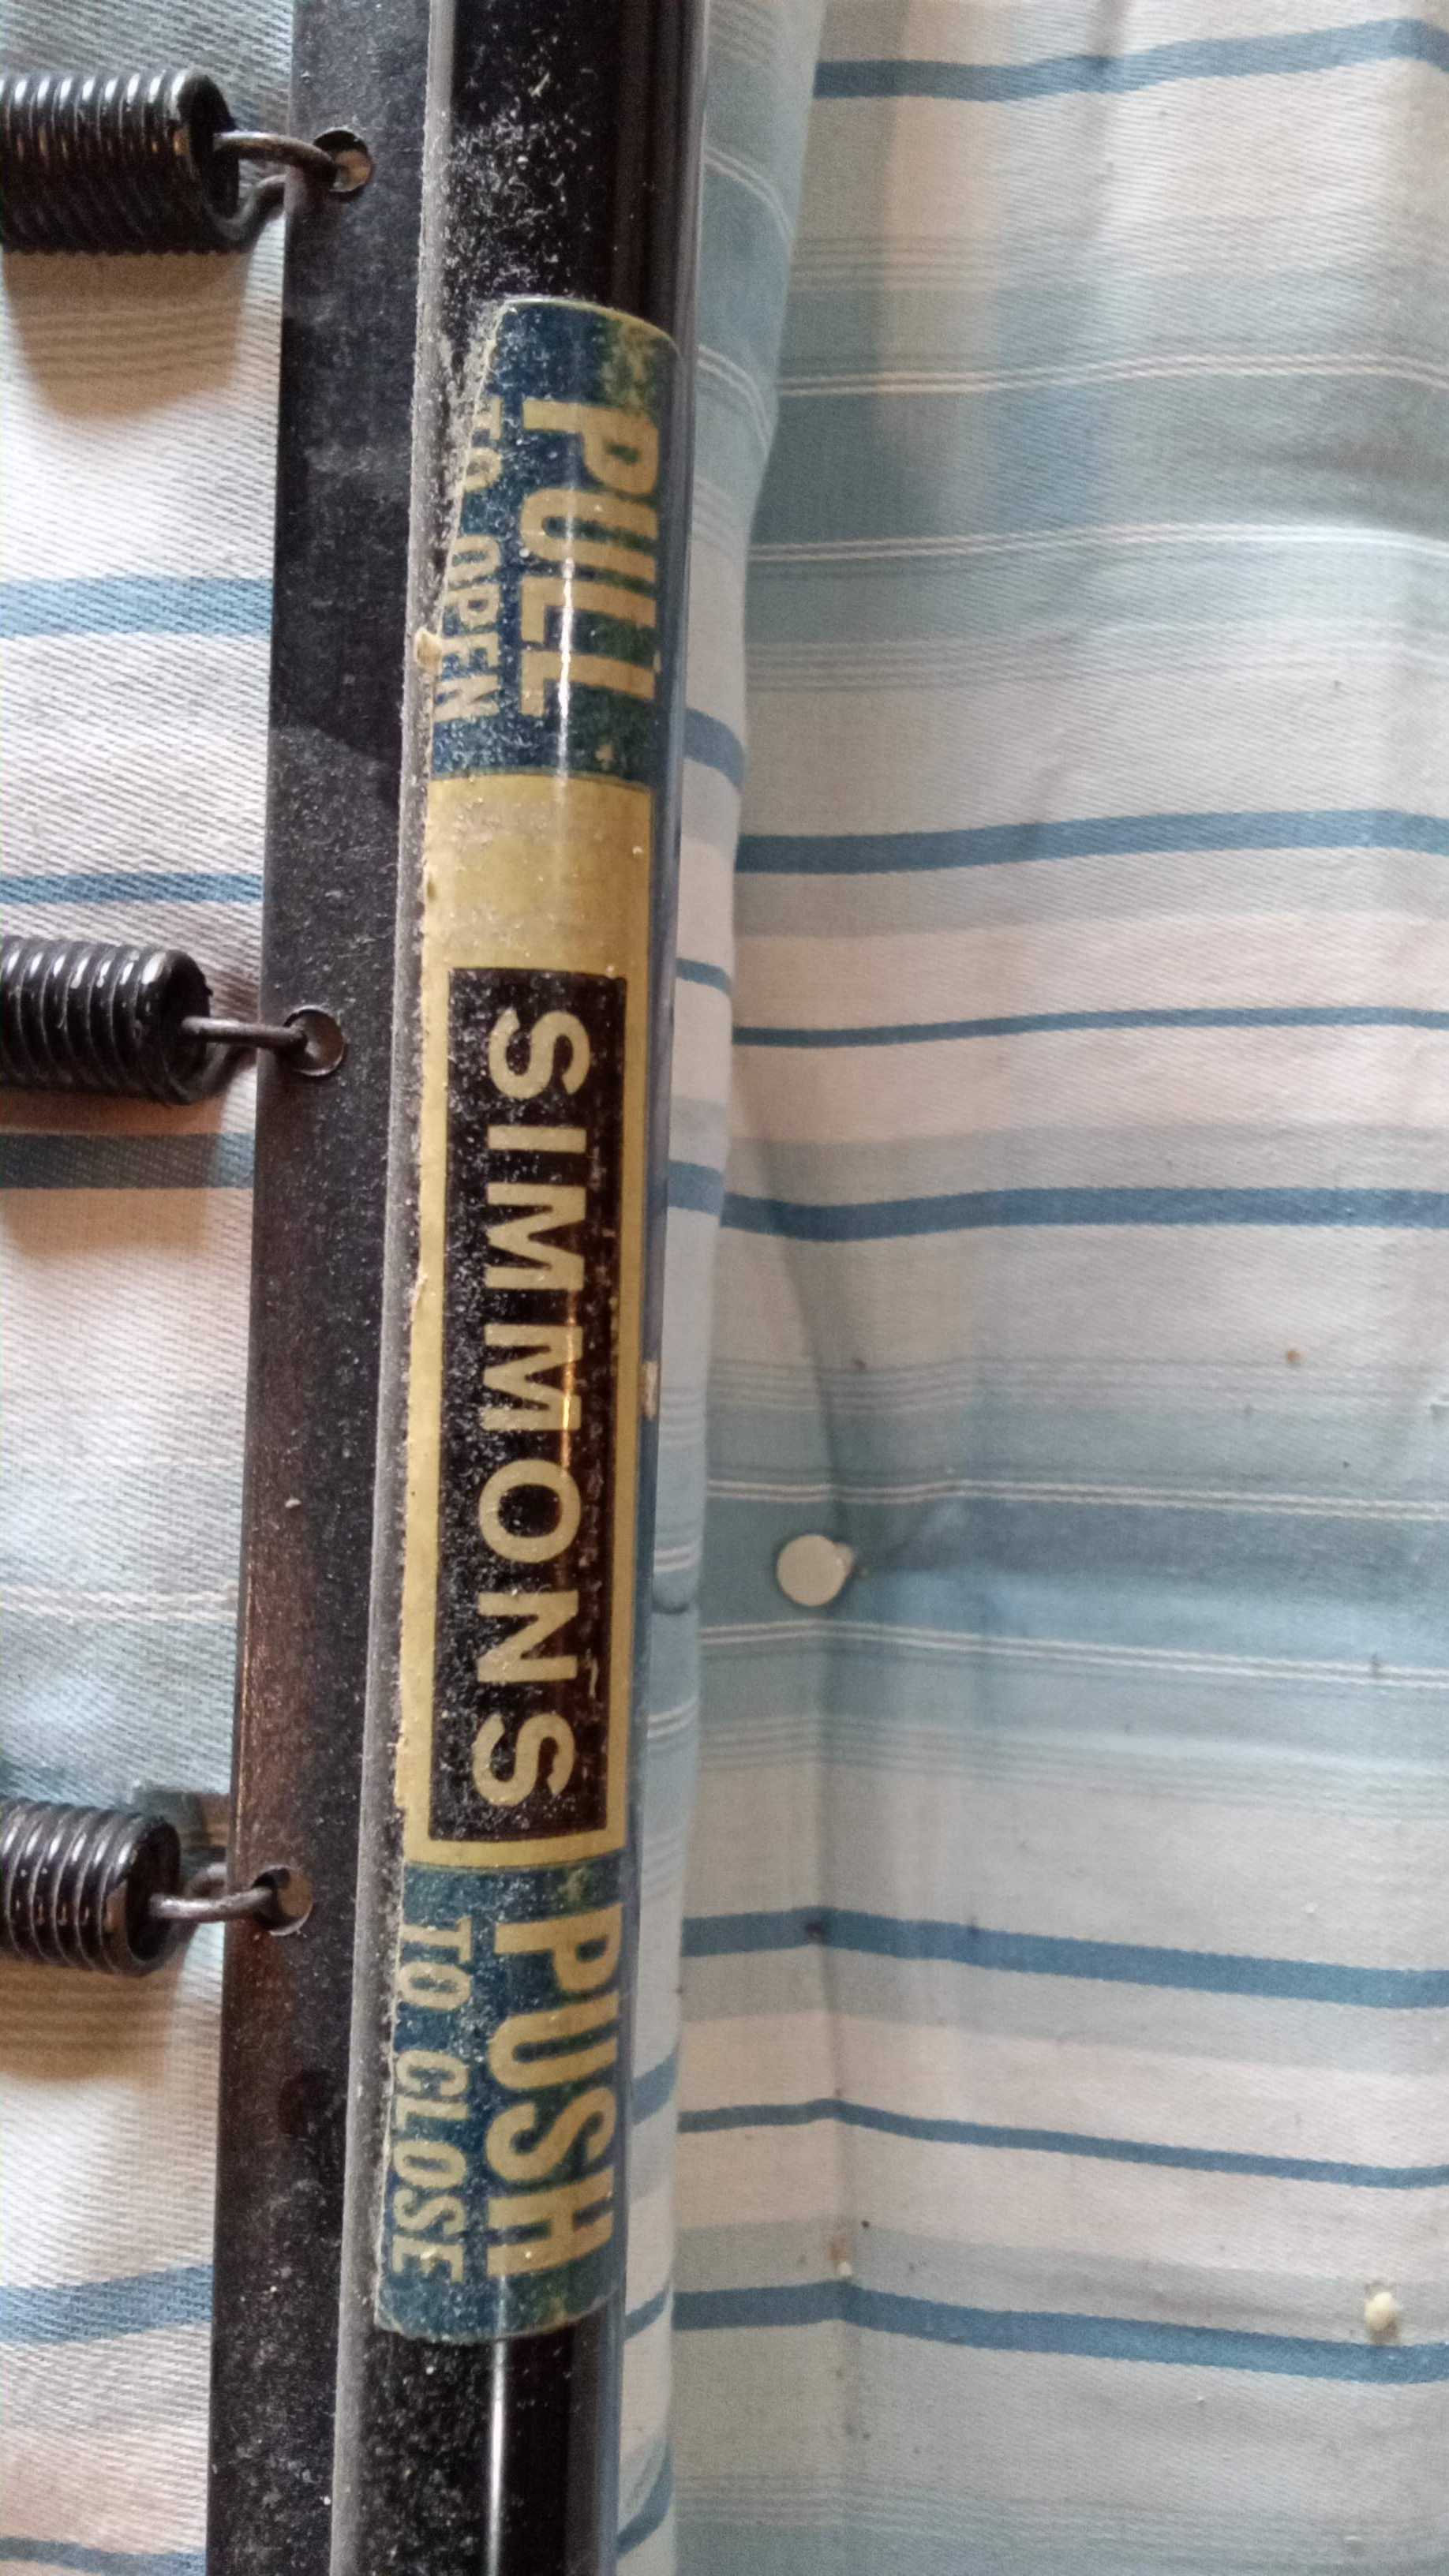 PULL
TO OPEN
SIMMONS
PUSH
TO CLOSE